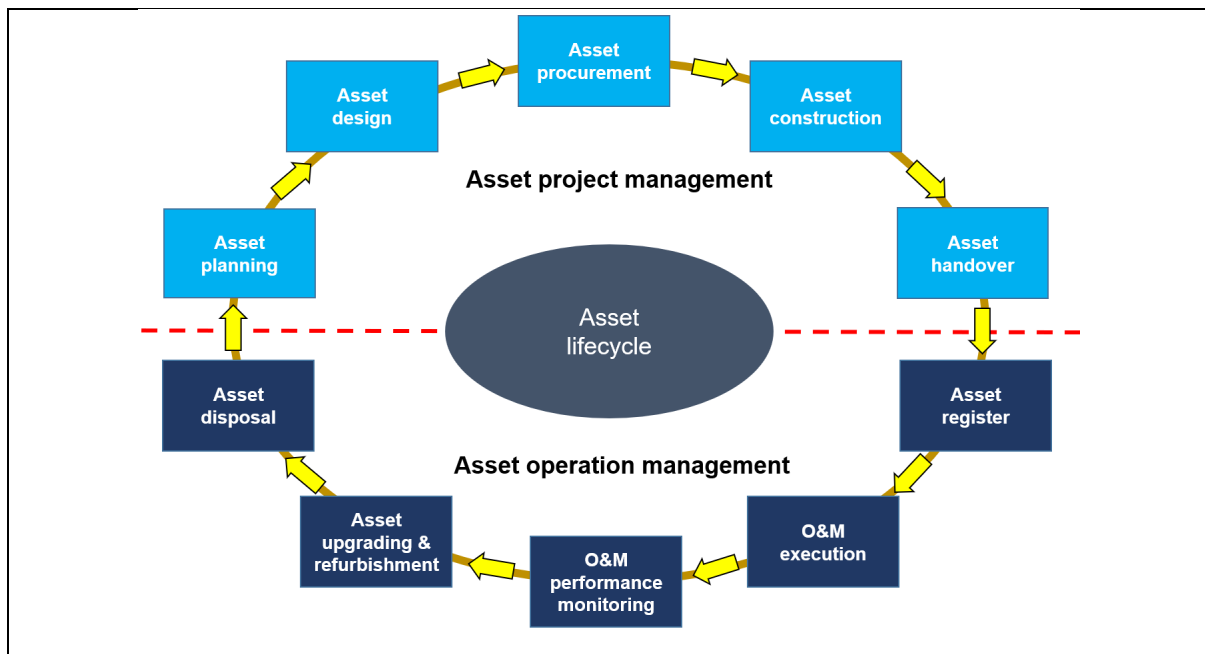 Asset
procurement
Asset
design
Asset
construction
Asset project management
Asset
planning
Asset
handover
Asset
lifecycle
Asset
disposal
Asset
register
Asset operation management
Asset
upgrading &
refurbishment
O&M
performance
monitoring
O&M
execution